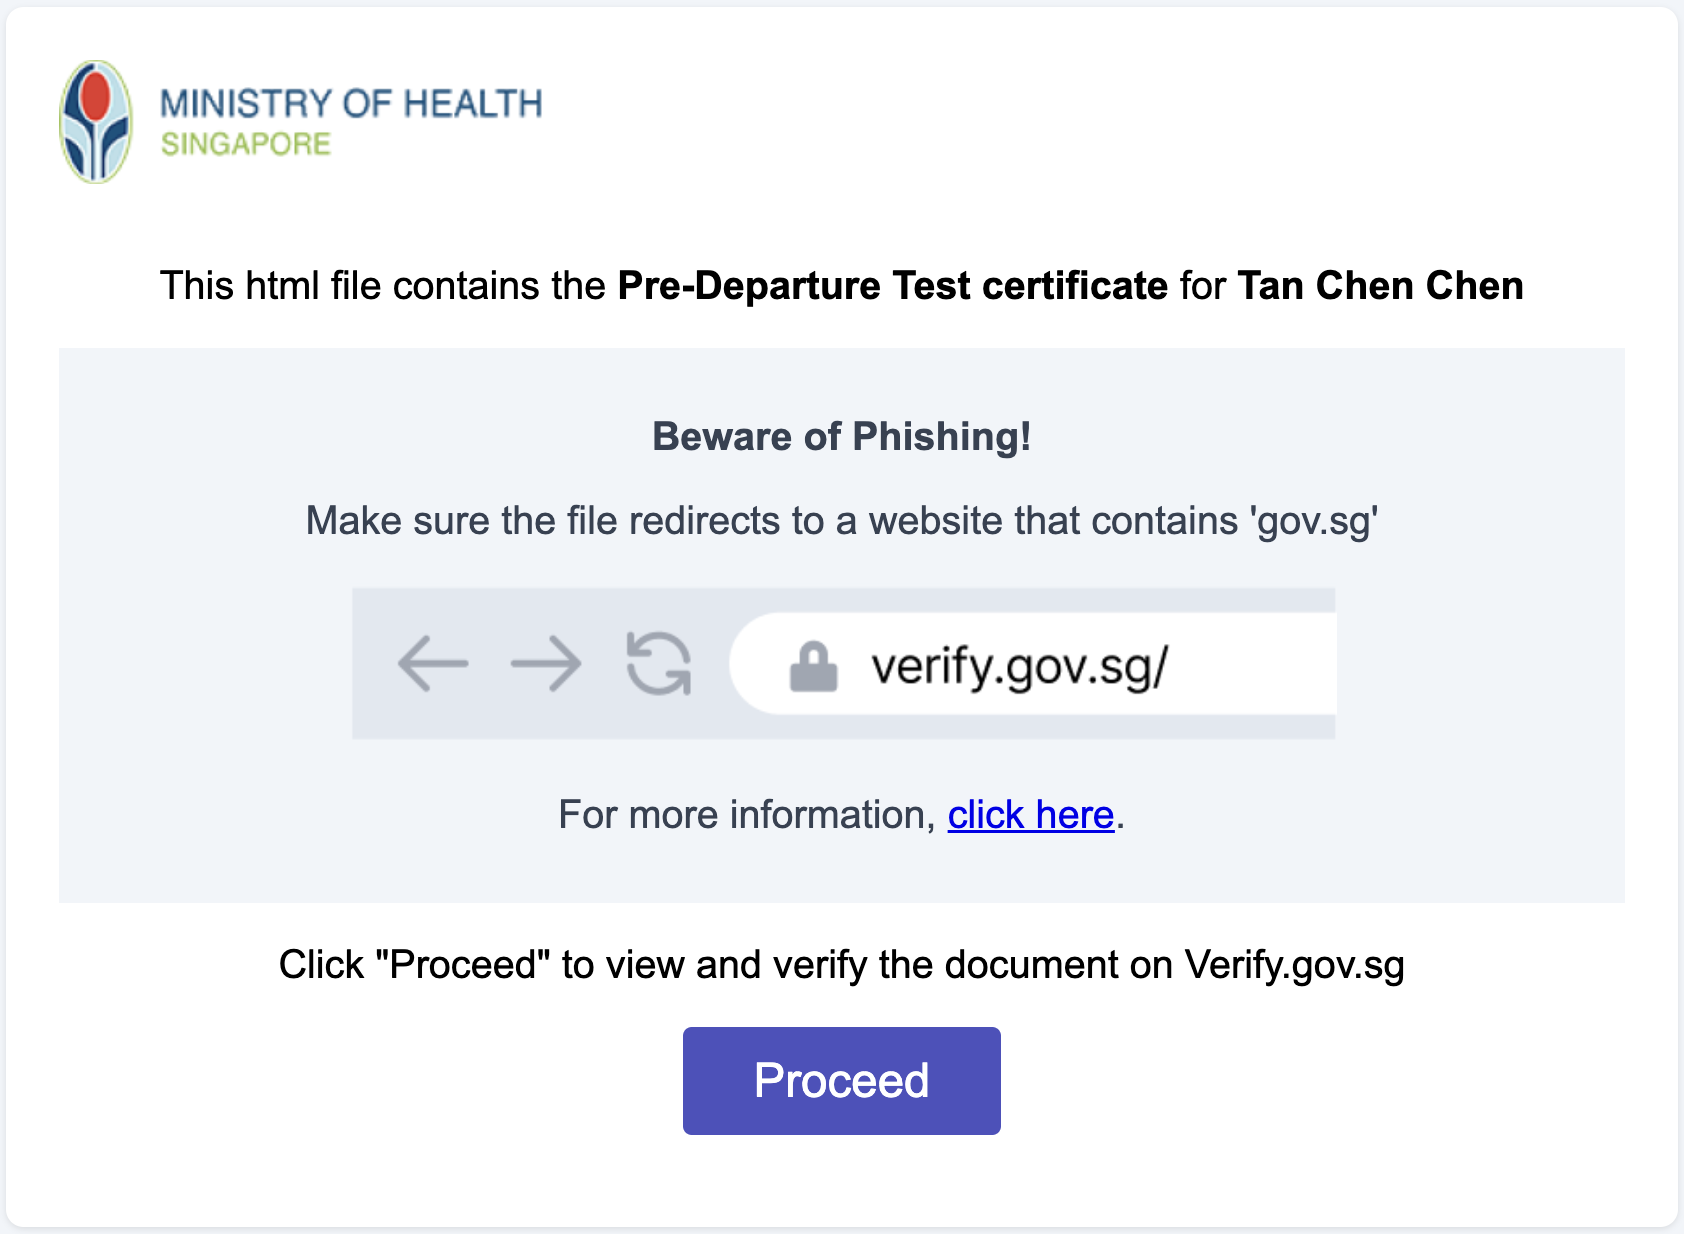 MINISTRY OF HEALTH
SINGAPORE
This html file contains the Pre-Departure Test certificate for Tan Chen Chen
Beware of Phishing!
Make sure the file redirects to a website that contains 'gov.sg'
verify.gov.sg/
For more information, click here.
Click "Proceed" to view and verify the document on Verify.gov.sg
Proceed